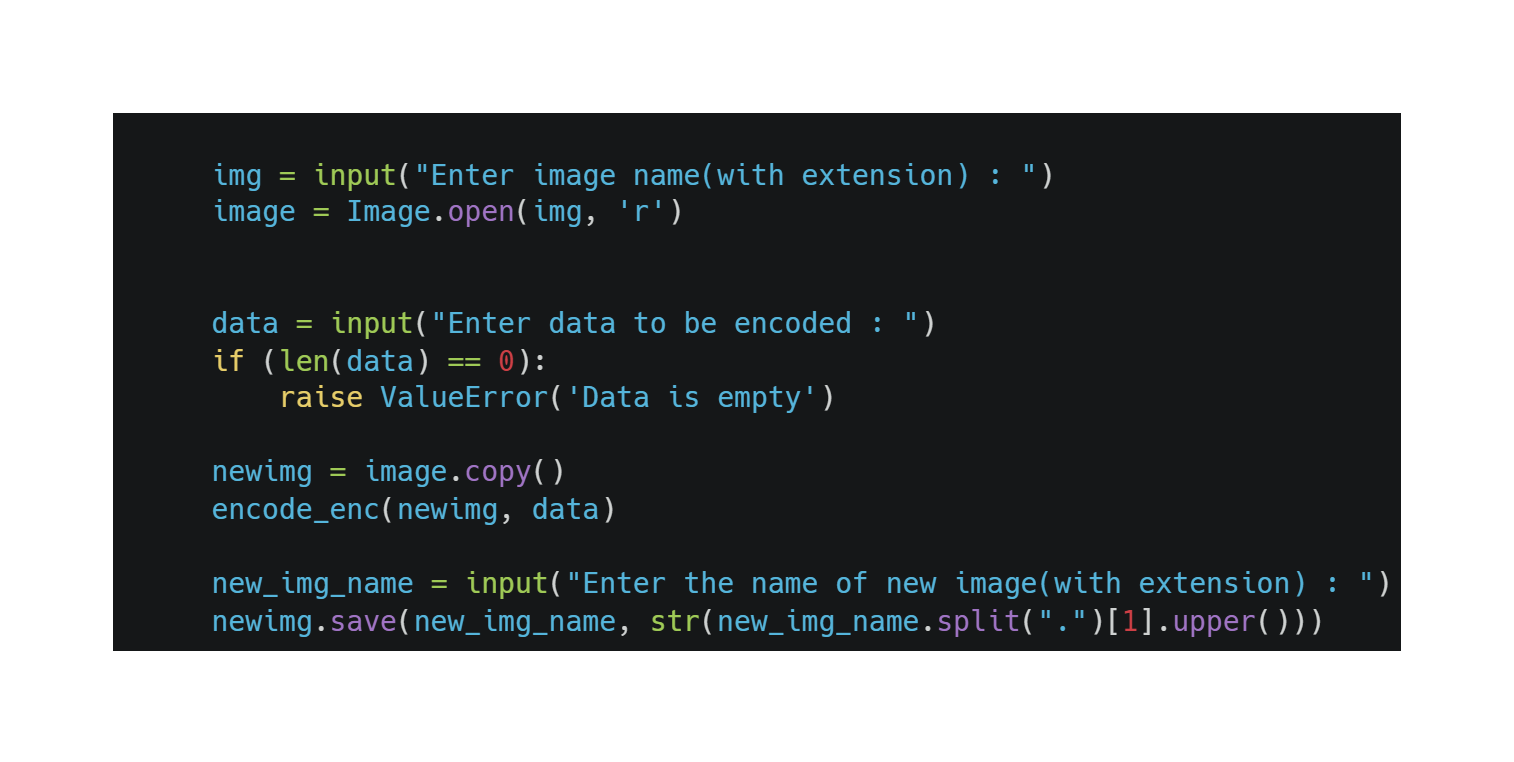 img = input("Enter image name(with extension) : ")
image = Image.open(img, 'r')
data = input("Enter data to be encoded : ")
if (len(data) == 0):
    raise ValueError('Data is empty')
newimg = image.copy()
encode_enc(newimg, data)
new_img_name = input("Enter the name of new image(with extension) : ")
newimg.save(new_img_name, str(new_img_name.split(".")[1].upper()))